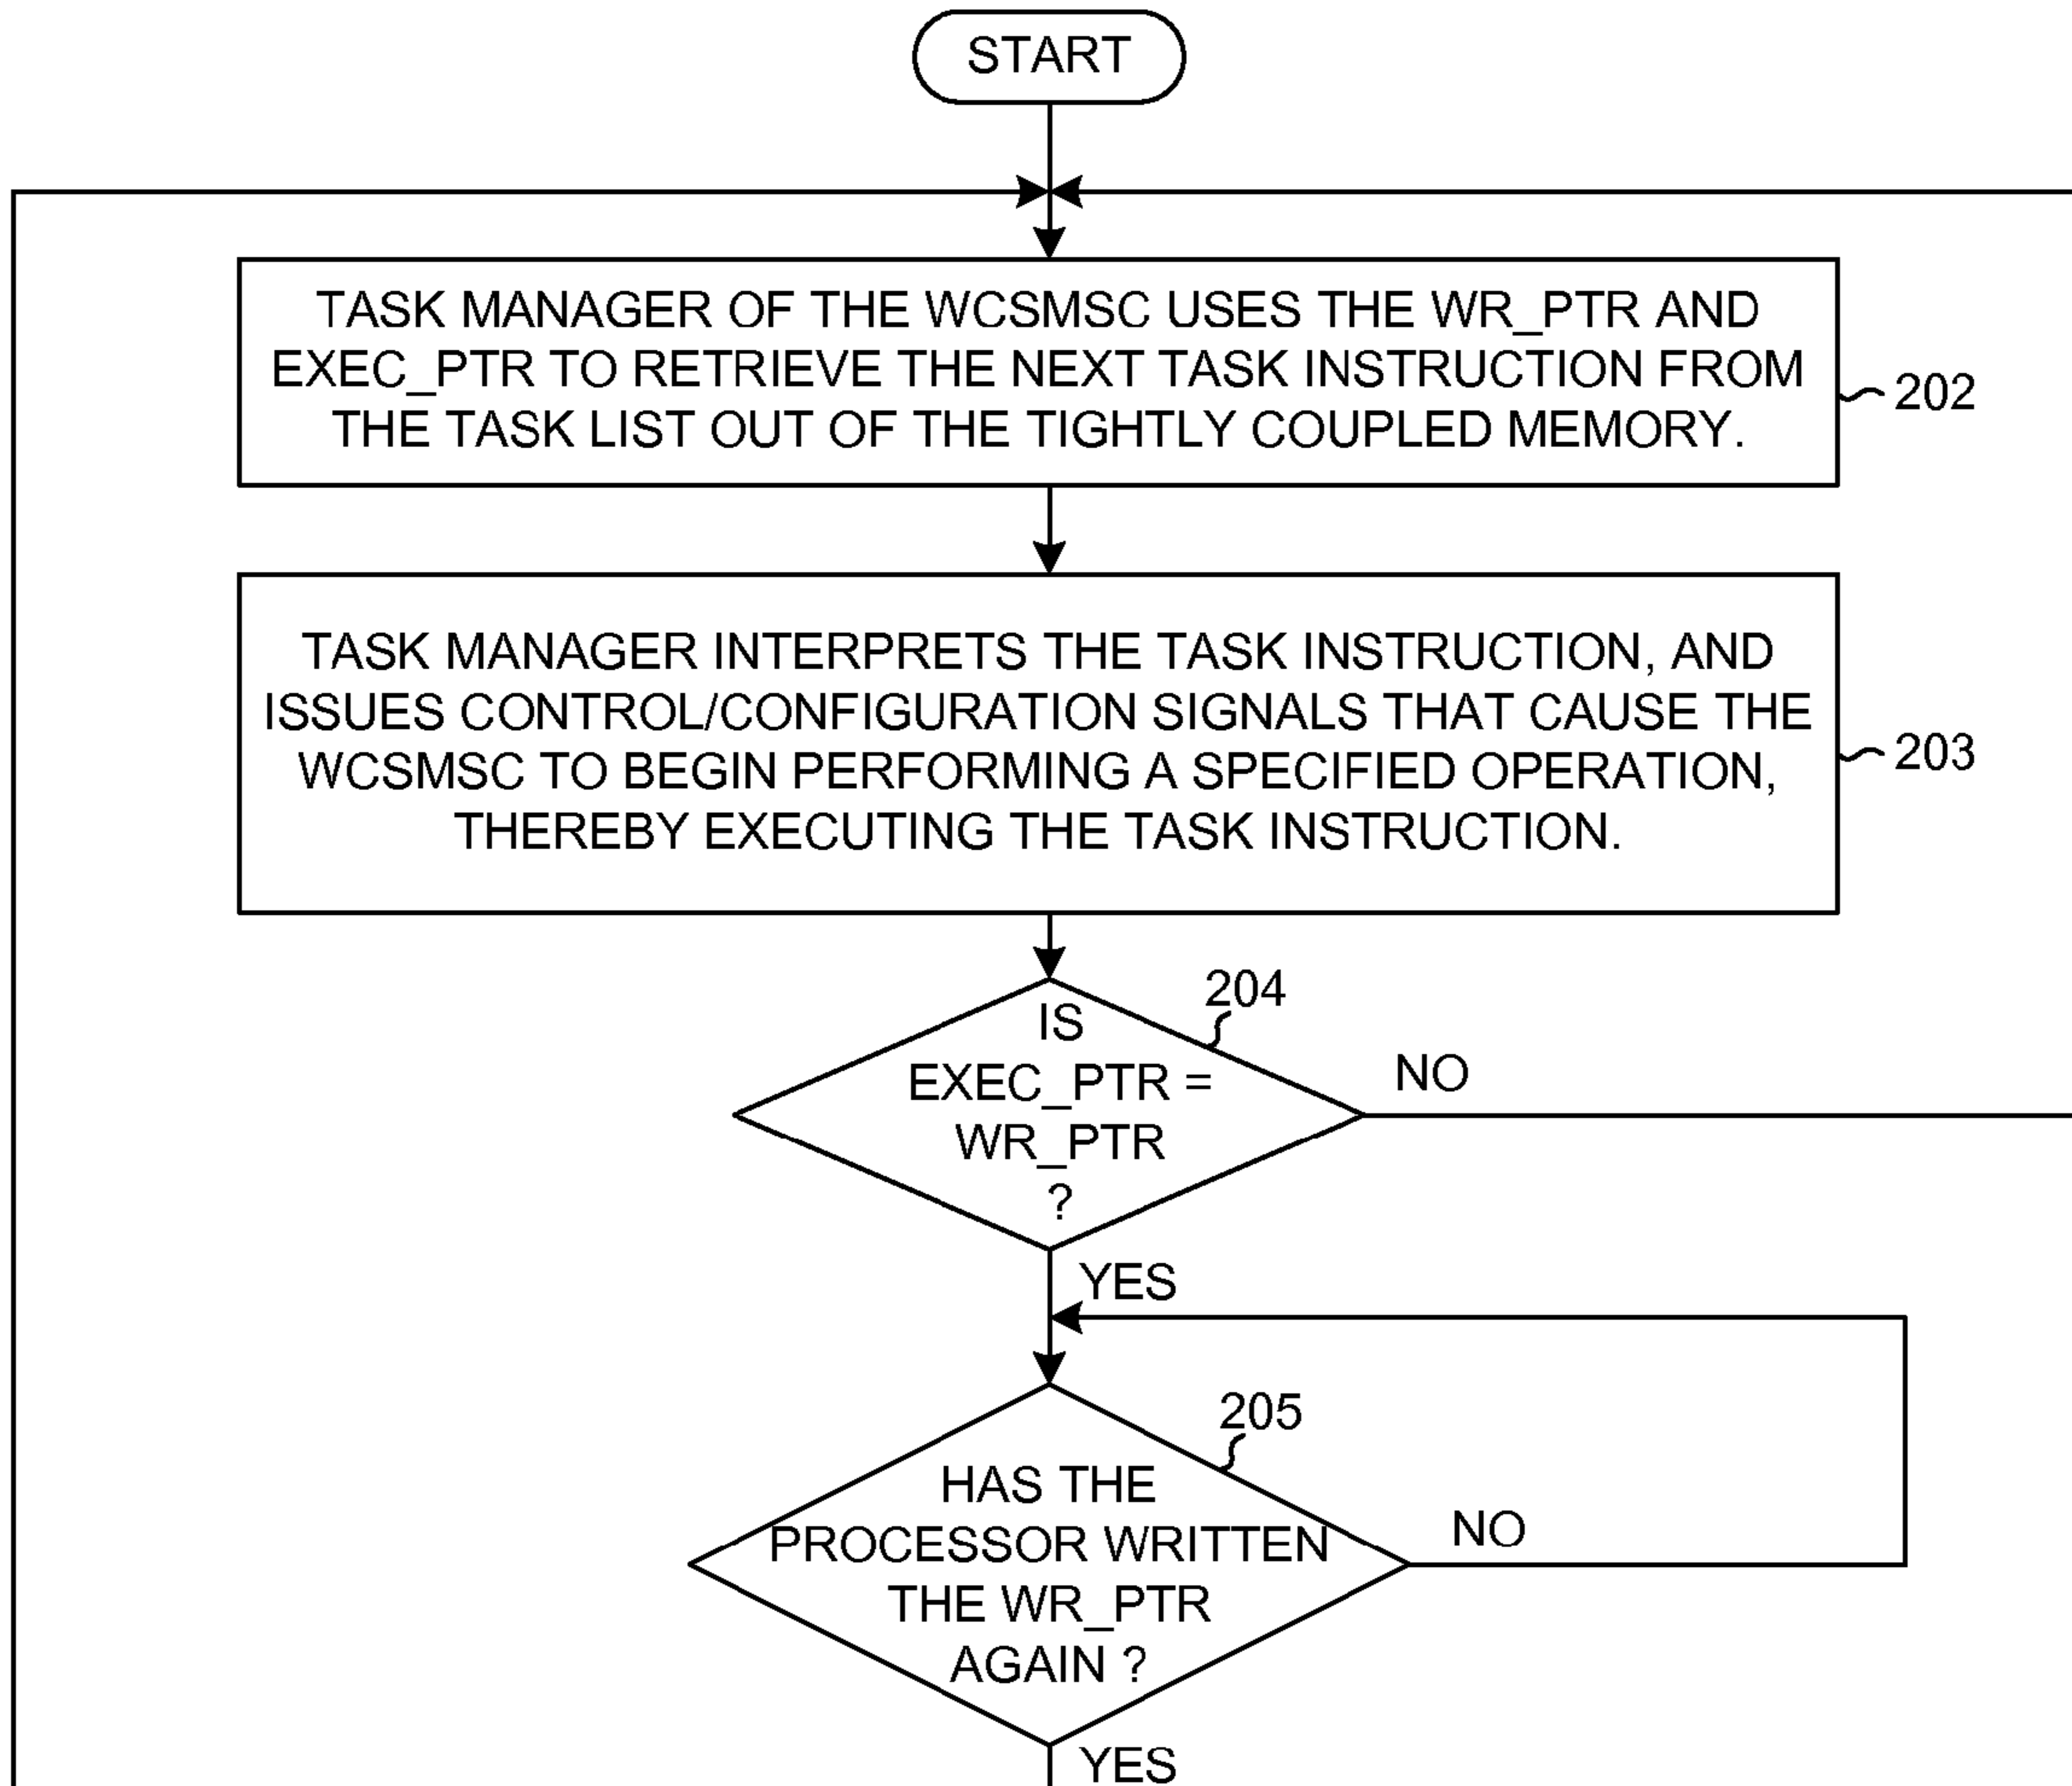 START
TASK MANAGER OF THE WCSMSC USES THE WR_PTR AND
EXEC_PTR TO RETRIEVE THE NEXT TASK INSTRUCTION FROM
THE TASK LIST OUT OF THE TIGHTLY COUPLED MEMORY.
202
TASK MANAGER INTERPRETS THE TASK INSTRUCTION, AND
ISSUES CONTROL/CONFIGURATION SIGNALS THAT CAUSE THE
WCSMSC TO BEGIN PERFORMING A SPECIFIED OPERATION,
THEREBY EXECUTING THE TASK INSTRUCTION.
203
204
IS
EXEC_PTR =
WR_PTR
?
NO
YES
205
HAS THE
PROCESSOR WRITTEN
THE WR_PTR
AGAIN ?
NO
YES